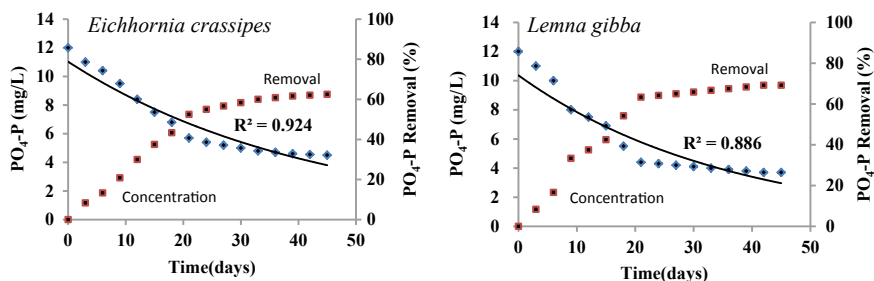 Eichhornia crassipes
PO₄-P (mg/L)
14
12
10
8
6
4
2
0
Removal
R² = 0.924
Concentration
100
80
60
40
20
0
PO₄-P Removal (%)
0 10 20 30 40 50
Time(days)
Lemna gibba
PO₄-P (mg/L)
14
12
10
8
6
4
2
0
Removal
R² = 0.886
Concentration
100
80
60
40
20
0
PO₄-P Removal (%)
0 10 20 30 40 50
Time(days)